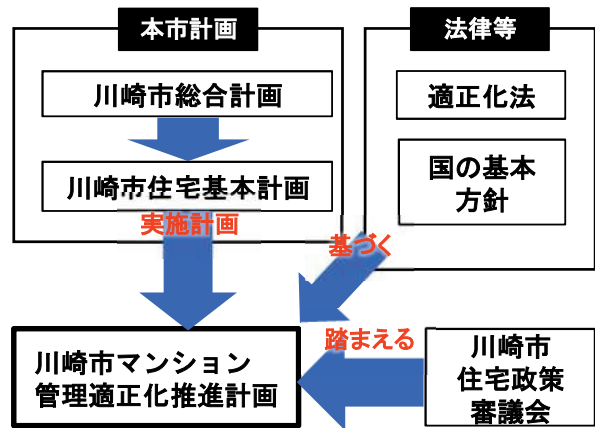 本市計画
川崎市総合計画
川崎市住宅基本計画
実施計画
法律等
適正化法
国の基本
方針
基づく
川崎市マンション
管理適正化推進計画
踏まえる
川崎市
住宅政策
審議会